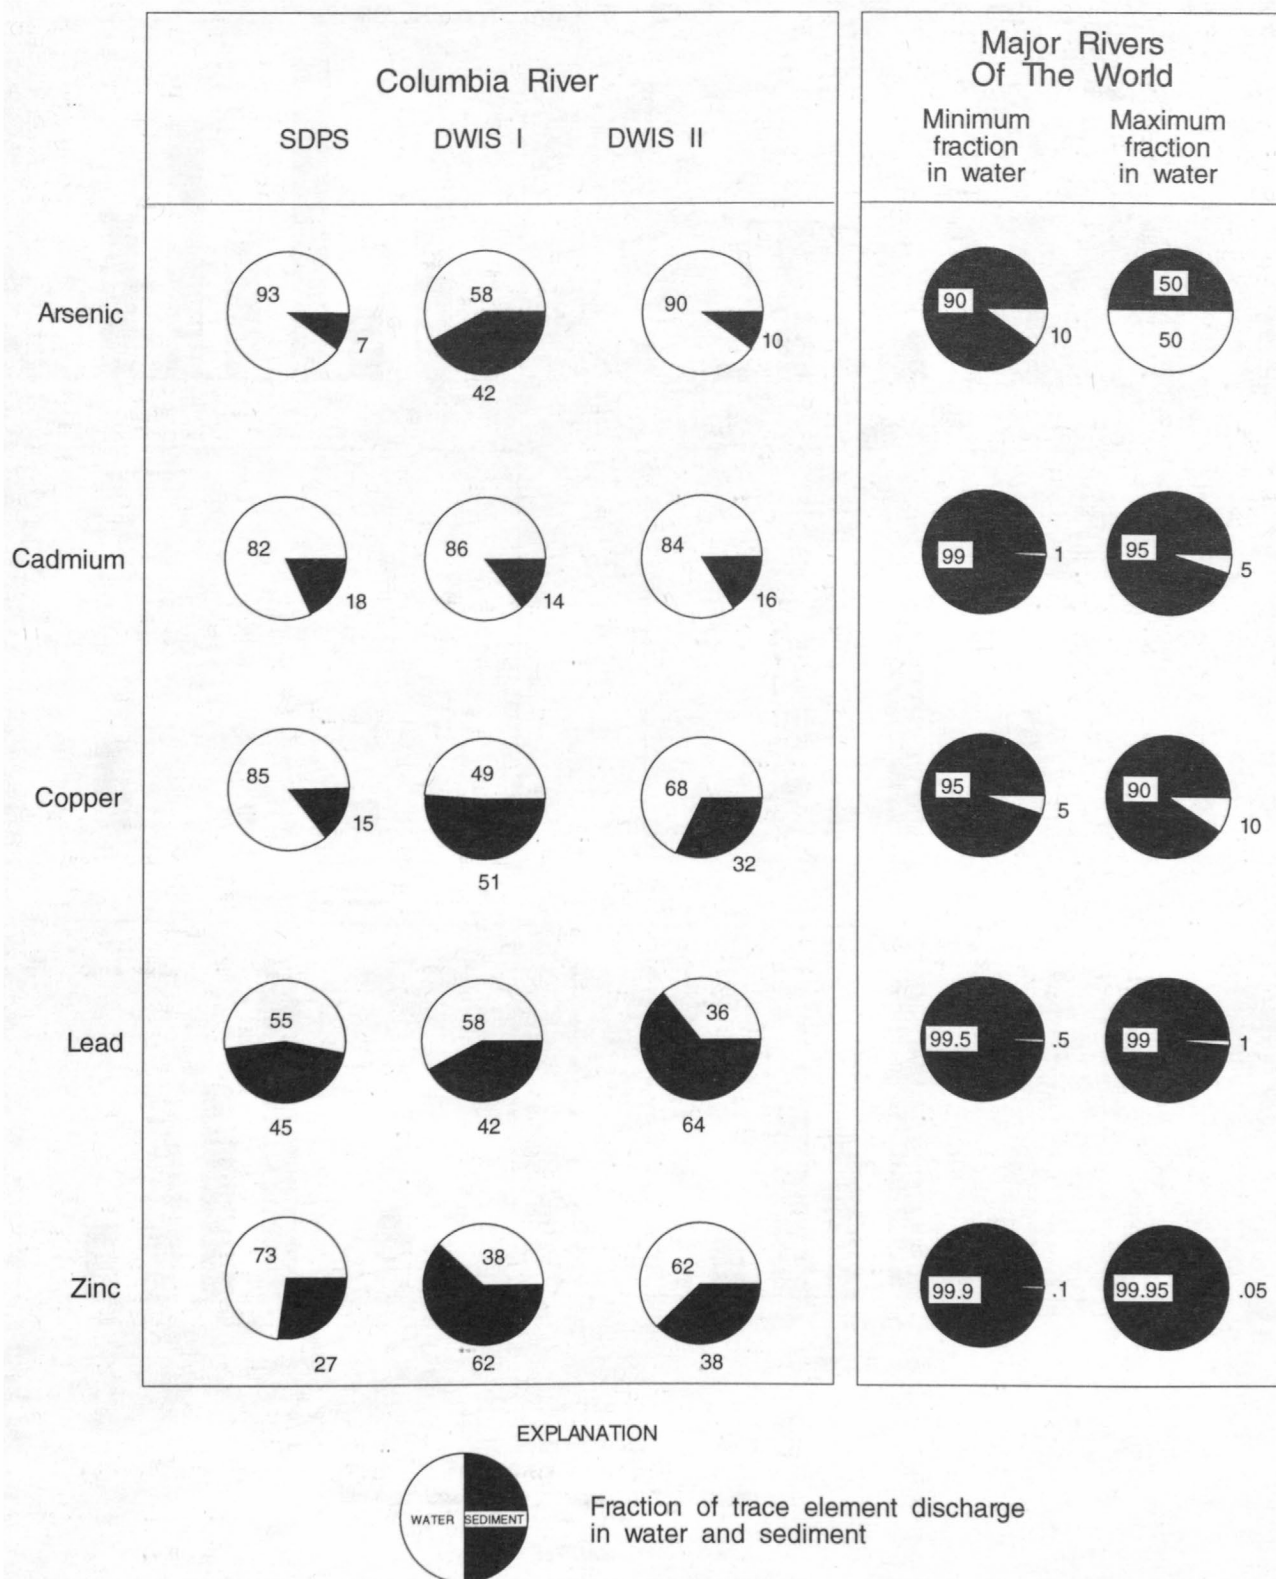 Columbia River
SDPS DWIS I DWIS II
Major Rivers
Of The World
Minimum
fraction
in water
Maximum
fraction
in water
Arsenic
93
7
58
42
90
10
90
10
50
50
Cadmium
82
18
86
14
84
16
99
1
95
5
Copper
85
15
49
51
68
32
95
5
90
10
Lead
55
45
58
42
36
64
99.5
.5
99
1
Zinc
73
27
38
62
62
38
99.9
.1
99.95
.05
EXPLANATION
WATER SEDIMENT
Fraction of trace element discharge
in water and sediment